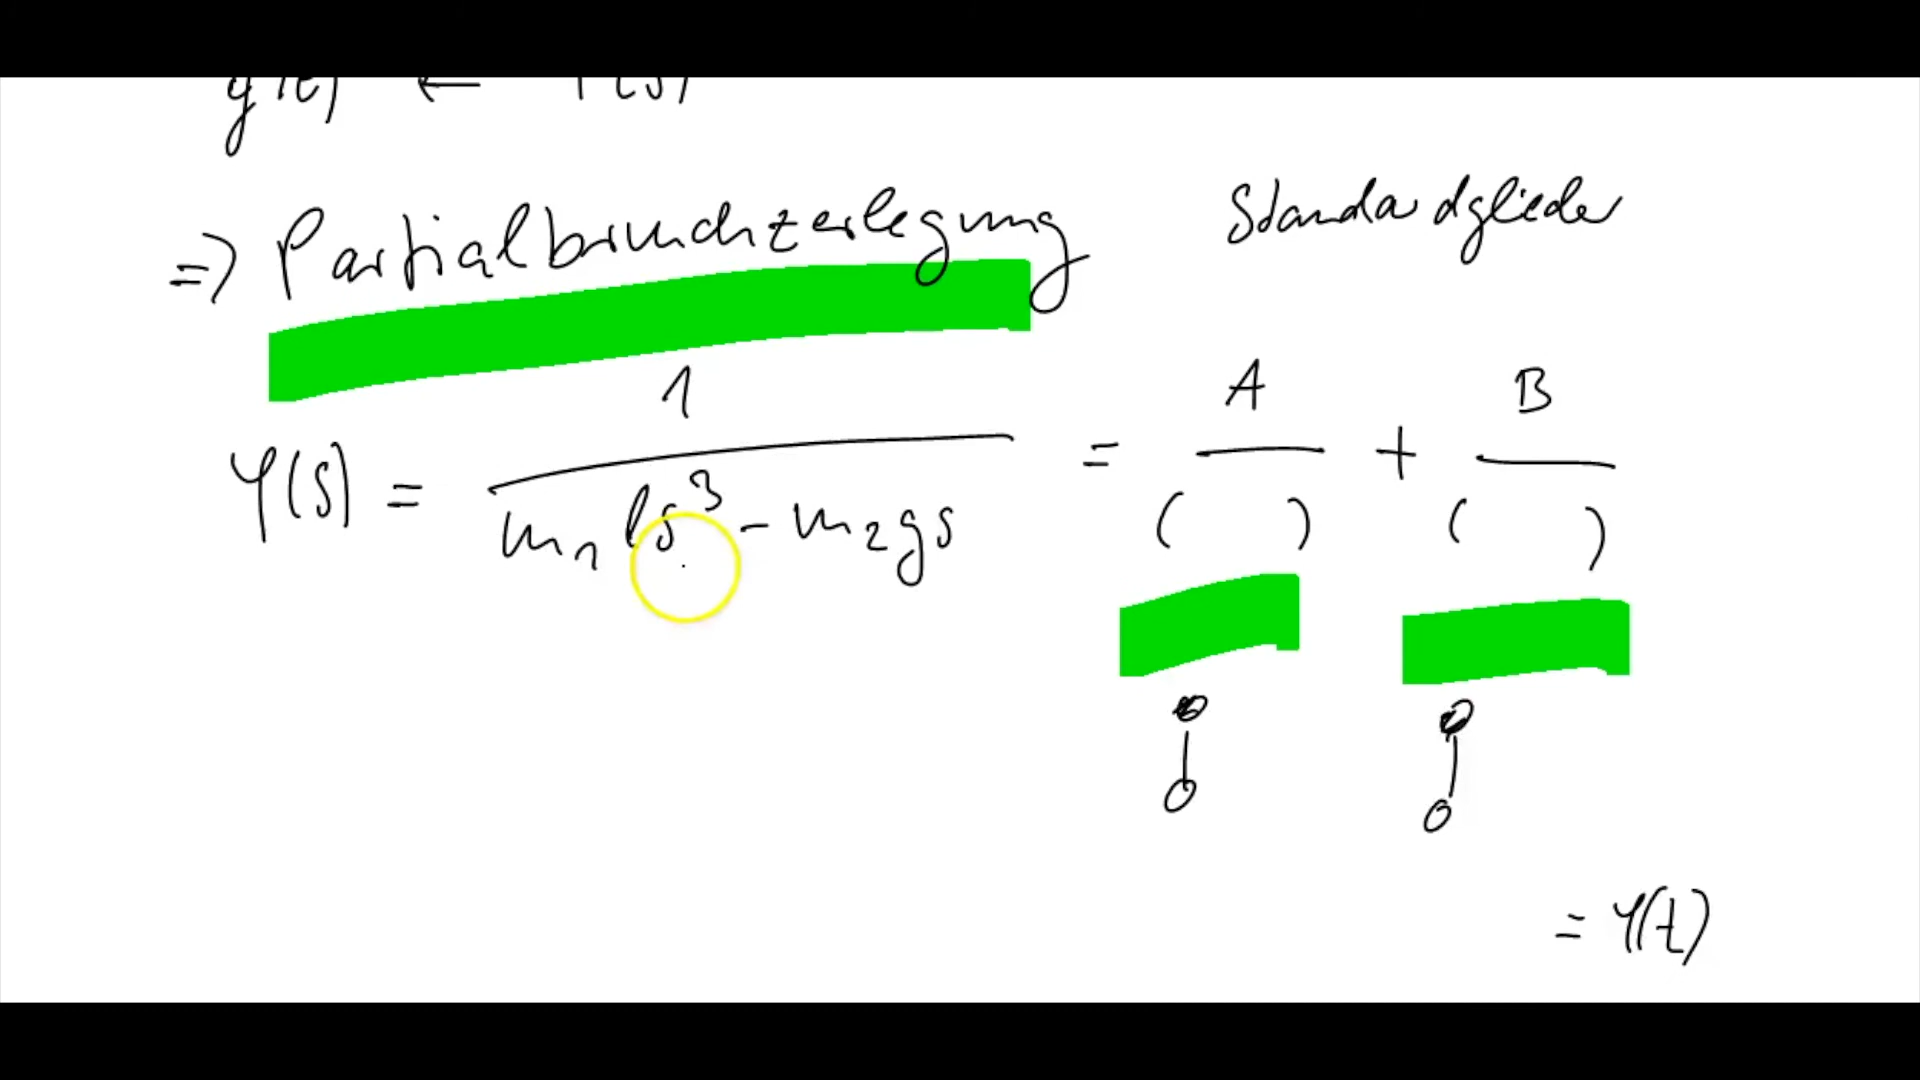 y(t) ← Y(s)
=> Partialbruchzerlegung Standardglieder
Y(s) = 1 / (m₁ls³ - m₂gs) = A / ( ) + B / ( )
= y(t)